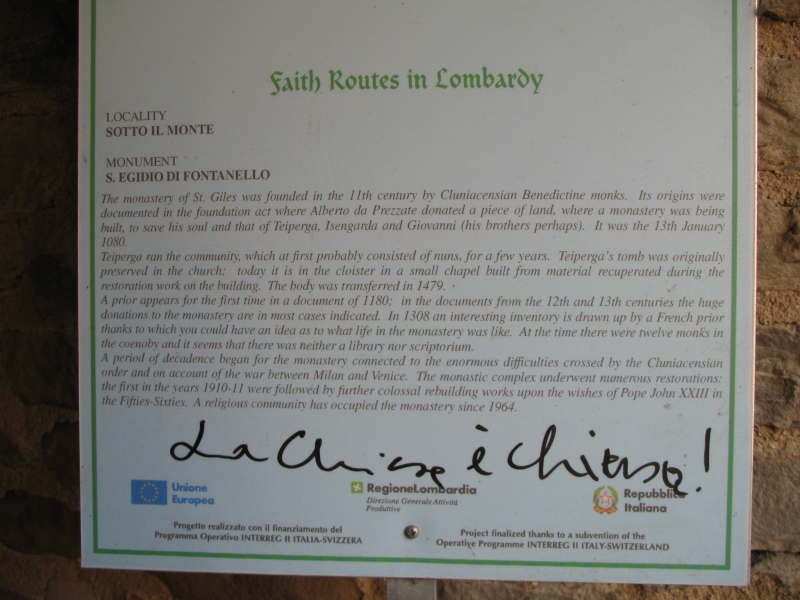 Faith Routes in Lombardy
LOCALITY
SOTTO IL MONTE
MONUMENT
S. EGIDIO DI FONTANELLO
The monastery of St. Giles was founded in the 11th century by Cluniacensian Benedictine monks. Its origins were
documented in the foundation act where Alberto da Prezzate donated a piece of land, where a monastery was being
built, to save his soul and that of Teiperga, Isengarda and Giovanni (his brothers perhaps). It was the 13th January
1080.
Teiperga ran the community, which at first probably consisted of nuns, for a few years. Teiperga's tomb was originally
preserved in the church; today it is in the cloister in a small chapel built from material recuperated during the
restoration work on the building. The body was transferred in 1479.
A prior appears for the first time in a document of 1180; in the documents from the 12th and 13th centuries the huge
donations to the monastery are in most cases indicated. In 1308 an interesting inventory is drawn up by a French prior
thanks to which you could have an idea as to what life in the monastery was like. At the time there were twelve monks in
the coenoby and it seems that there was neither a library nor scriptorium.
A period of decadence began for the monastery connected to the enormous difficulties crossed by the Cluniacensian
order and on account of the war between Milan and Venice. The monastic complex underwent numerous restorations:
the first in the years 1910-11 were followed by further colossal rebuilding works upon the wishes of Pope John XXIII in
the Fifties-Sixties. A religious community has occupied the monastery since 1964.
La Chiesa è chiusa!
Unione
Europea
RegioneLombardia
Direzione Generale Attività
Produttive
Repubblica
Italiana
Progetto realizzato con il finanziamento del
Programma Operativo INTERREG II ITALIA-SVIZZERA
Project finalized thanks to a subvention of the
Operative Programme INTERREG II ITALY-SWITZERLAND